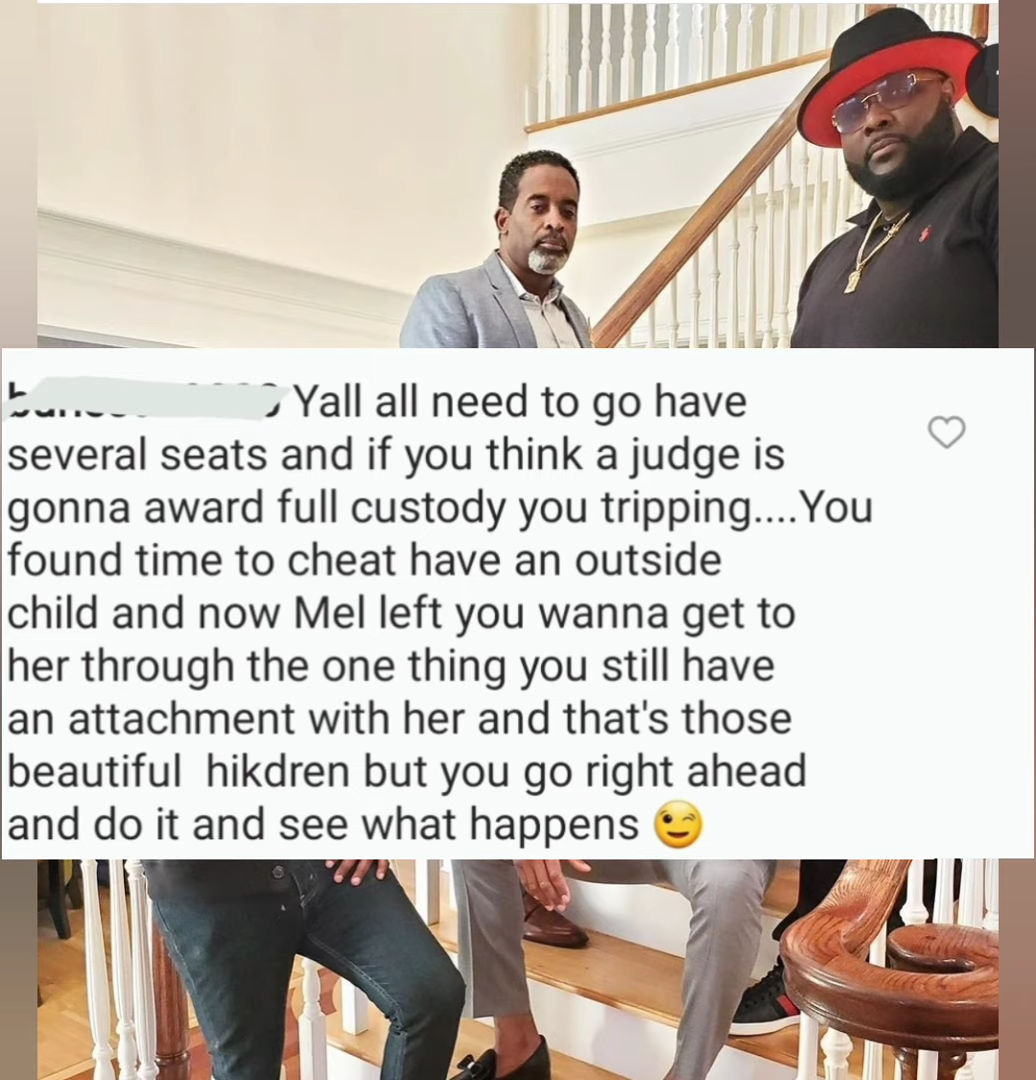 Yall all need to go have
several seats and if you think a judge is
gonna award full custody you tripping....You
found time to cheat have an outside
child and now Mel left you wanna get to
her through the one thing you still have
an attachment with her and that's those
beautiful  hikdren but you go right ahead
and do it and see what happens 😉